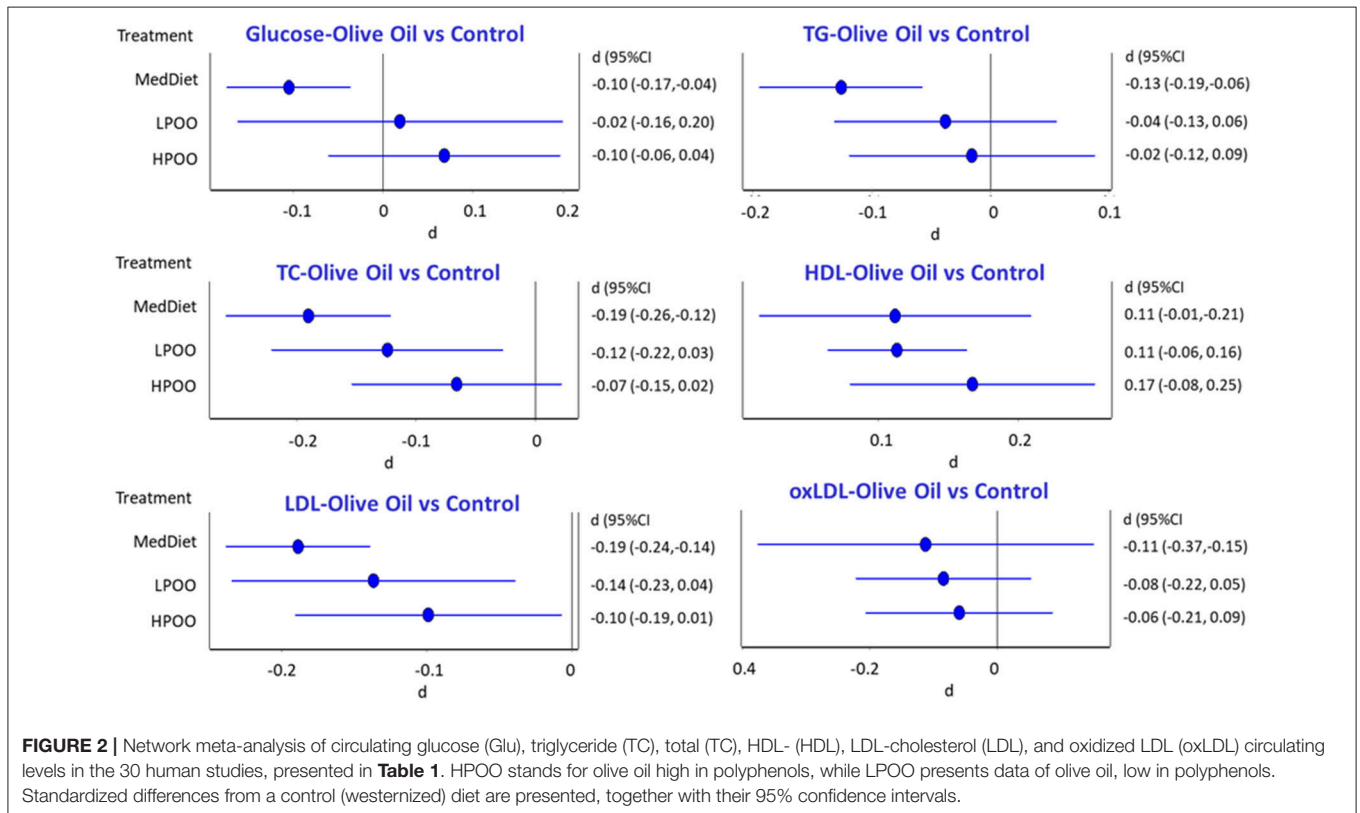 Treatment
Glucose-Olive Oil vs Control
d (95%CI
MedDiet
-0.10 (-0.17,-0.04)
LPOO
-0.02 (-0.16, 0.20)
HPOO
-0.10 (-0.06, 0.04)
-0.1 0 0.1 0.2
d
TG-Olive Oil vs Control
d (95%CI
-0.13 (-0.19,-0.06)
-0.04 (-0.13, 0.06)
-0.02 (-0.12, 0.09)
-0.2 -0.1 0 0.1
d
Treatment
TC-Olive Oil vs Control
d (95%CI
MedDiet
-0.19 (-0.26,-0.12)
LPOO
-0.12 (-0.22, 0.03)
HPOO
-0.07 (-0.15, 0.02)
-0.2 -0.1 0
d
HDL-Olive Oil vs Control
d (95%CI
0.11 (-0.01,-0.21)
0.11 (-0.06, 0.16)
0.17 (-0.08, 0.25)
0.1 0.2
d
Treatment
LDL-Olive Oil vs Control
d (95%CI
MedDiet
-0.19 (-0.24,-0.14)
LPOO
-0.14 (-0.23, 0.04)
HPOO
-0.10 (-0.19, 0.01)
-0.2 -0.1 0
d
oxLDL-Olive Oil vs Control
d (95%CI
-0.11 (-0.37,-0.15)
-0.08 (-0.22, 0.05)
-0.06 (-0.21, 0.09)
0.4 -0.2 0
d
FIGURE 2 | Network meta-analysis of circulating glucose (Glu), triglyceride (TC), total (TC), HDL- (HDL), LDL-cholesterol (LDL), and oxidized LDL (oxLDL) circulating
levels in the 30 human studies, presented in Table 1. HPOO stands for olive oil high in polyphenols, while LPOO presents data of olive oil, low in polyphenols.
Standardized differences from a control (westernized) diet are presented, together with their 95% confidence intervals.